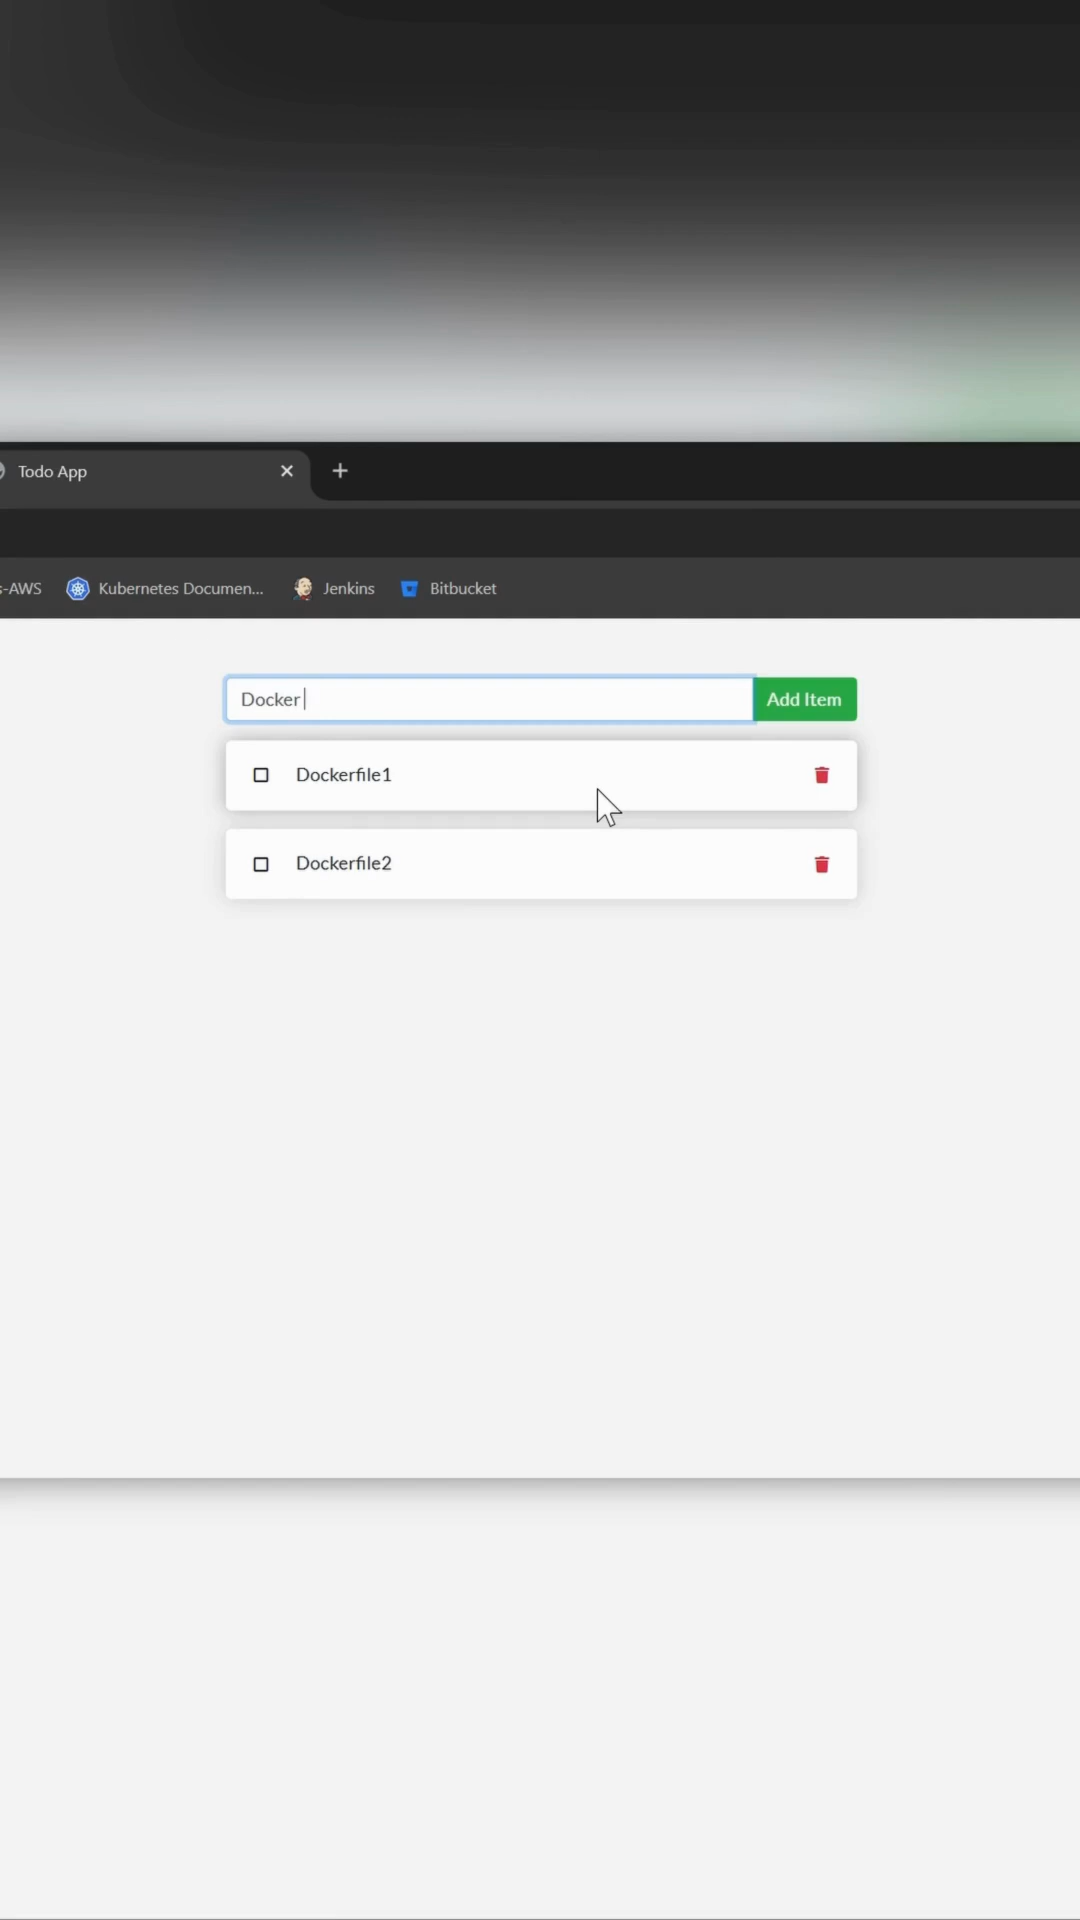 Todo App
s-AWS Kubernetes Documen... Jenkins Bitbucket
Docker Add Item
Dockerfile1
Dockerfile2